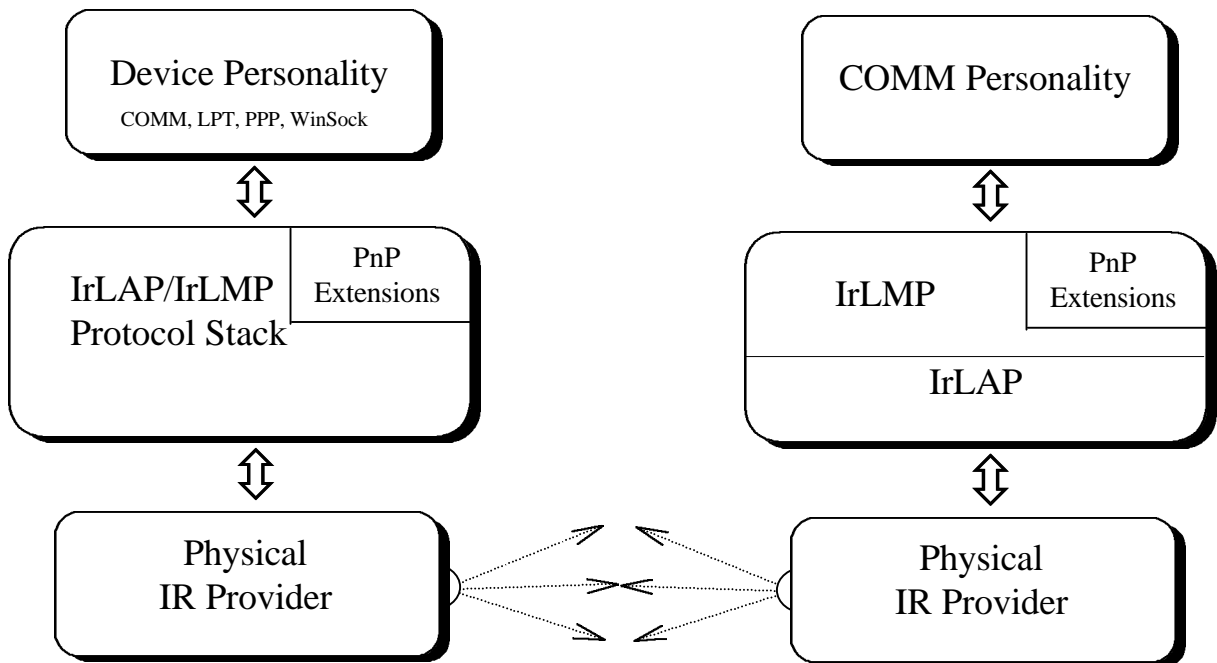 Device Personality
COMM, LPT, PPP, WinSock
COMM Personality
IrLAP/IrLMP
Protocol Stack
PnP
Extensions
IrLMP
PnP
Extensions
IrLAP
Physical
IR Provider
Physical
IR Provider